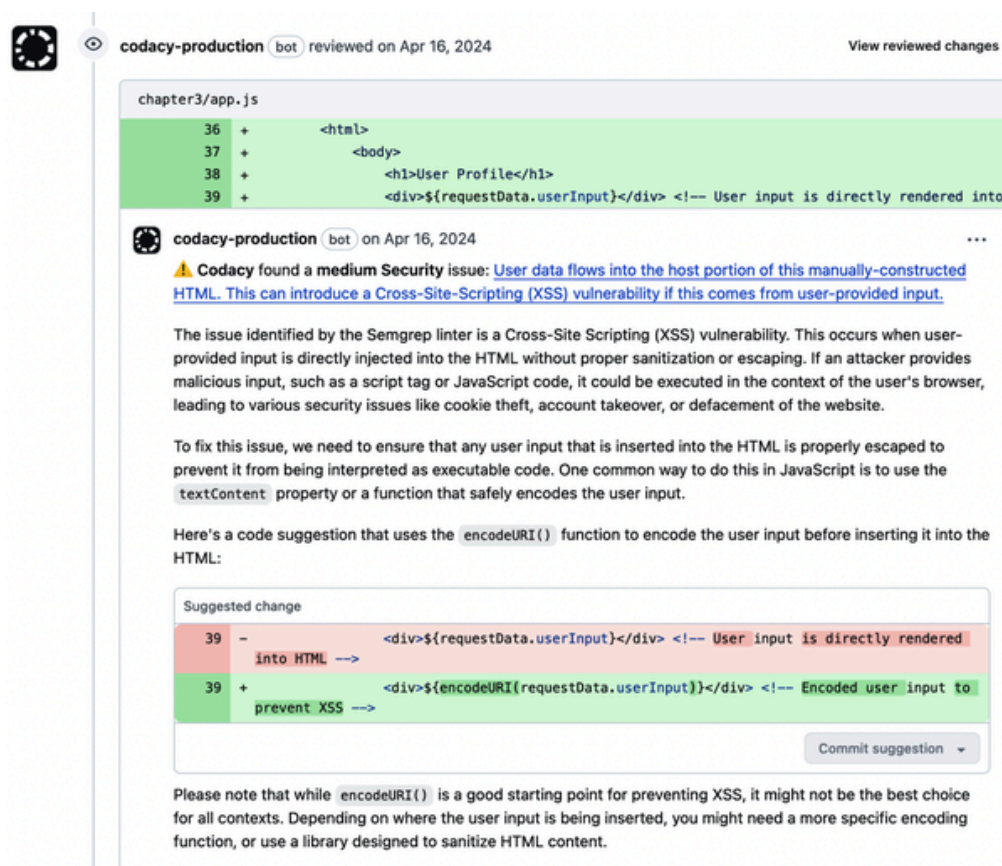 codacy-production bot reviewed on Apr 16, 2024
View reviewed changes
chapter3/app.js
36 + <html>
37 + <body>
38 + <h1>User Profile</h1>
39 + <div>${requestData.userInput}</div> <!-- User input is directly rendered into
codacy-production bot on Apr 16, 2024
...
Codacy found a medium Security issue: User data flows into the host portion of this manually-constructed
HTML. This can introduce a Cross-Site-Scripting (XSS) vulnerability if this comes from user-provided input.
The issue identified by the Semgrep linter is a Cross-Site Scripting (XSS) vulnerability. This occurs when user-
provided input is directly injected into the HTML without proper sanitization or escaping. If an attacker provides
malicious input, such as a script tag or JavaScript code, it could be executed in the context of the user's browser,
leading to various security issues like cookie theft, account takeover, or defacement of the website.
To fix this issue, we need to ensure that any user input that is inserted into the HTML is properly escaped to
prevent it from being interpreted as executable code. One common way to do this in JavaScript is to use the
textContent property or a function that safely encodes the user input.
Here's a code suggestion that uses the encodeURI() function to encode the user input before inserting it into the
HTML:
Suggested change
39 - <div>${requestData.userInput}</div> <!-- User input is directly rendered
into HTML -->
39 + <div>${encodeURI(requestData.userInput)}</div> <!-- Encoded user input to
prevent XSS -->
Commit suggestion
Please note that while encodeURI() is a good starting point for preventing XSS, it might not be the best choice
for all contexts. Depending on where the user input is being inserted, you might need a more specific encoding
function, or use a library designed to sanitize HTML content.